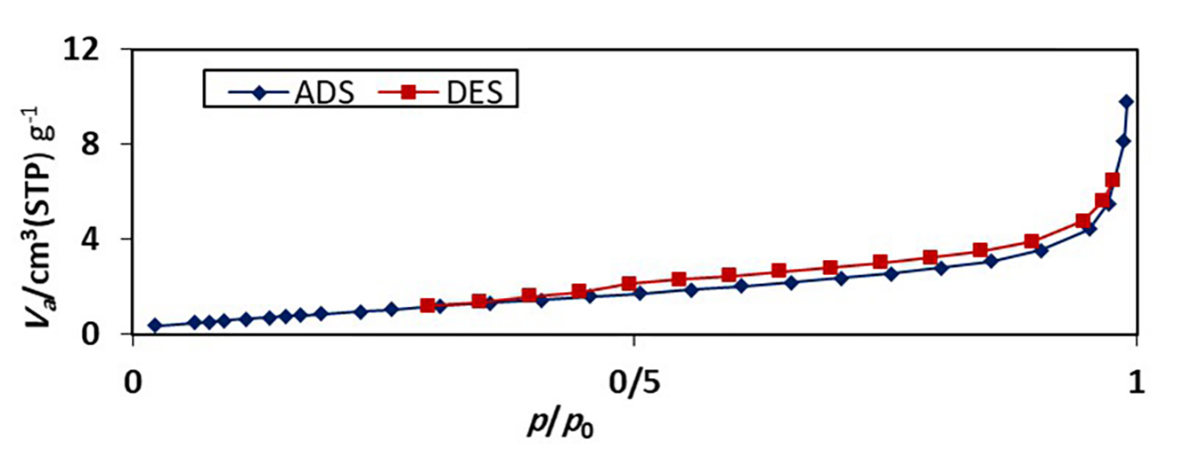 12
ADS DES
8
4
0
Va/cm³(STP) g⁻¹
0 0/5 1
p/p₀